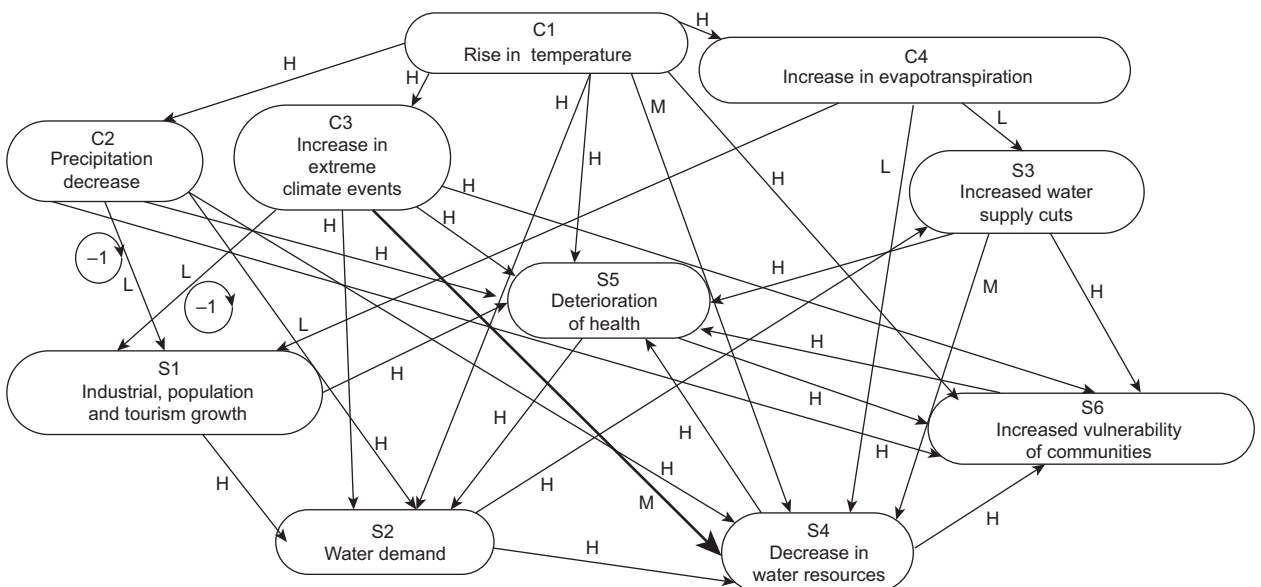 C1
Rise in temperature
H
C4
Increase in evapotranspiration
H
H
C3
Increase in
extreme
climate events
H
M
L
C2
Precipitation
decrease
H
L
S3
Increased water
supply cuts
H
H
H
H
–1
H
S5
Deterioration
of health
H
L
L
M
H
–1
L
H
S1
Industrial, population
and tourism growth
H
H
S6
Increased vulnerability
of communities
H
H
H
H
H
H
H
H
M
H
S2
Water demand
H
S4
Decrease in
water resources